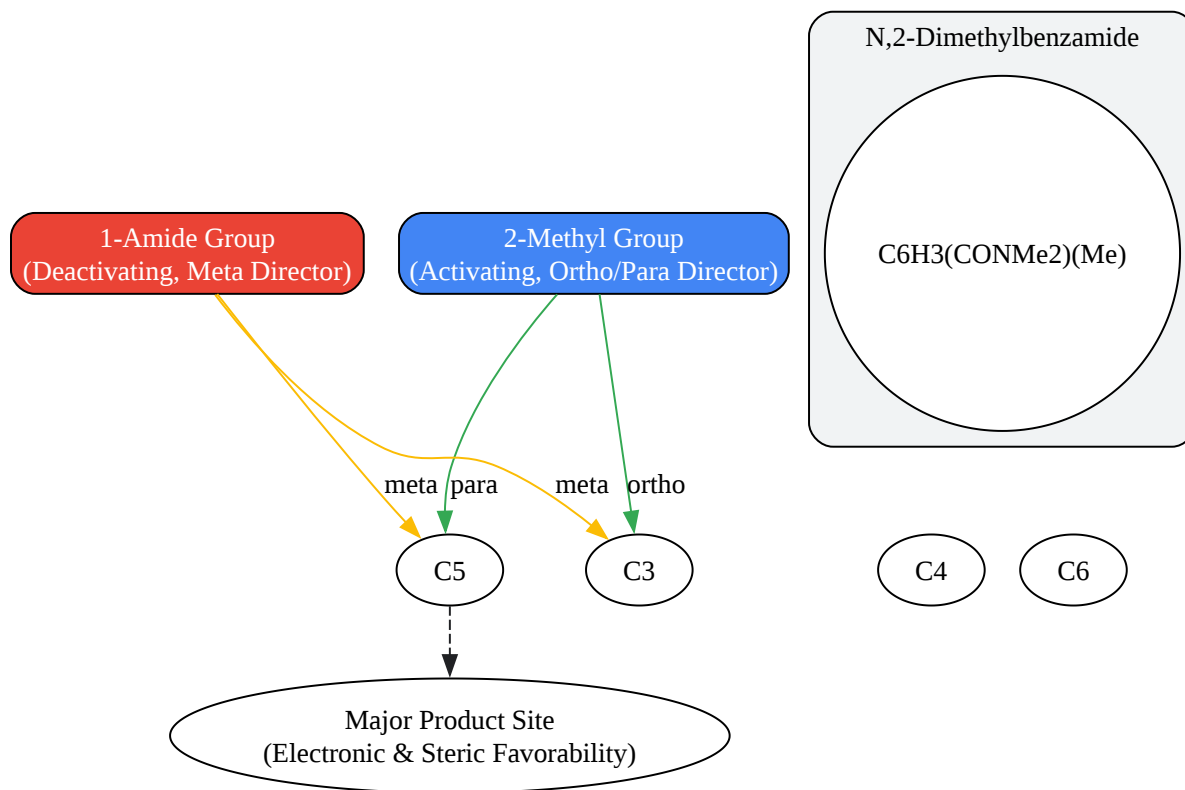 N,2-Dimethylbenzamide
C6H3(CONMe2)(Me)
1-Amide Group
(Deactivating, Meta Director)
2-Methyl Group
(Activating, Ortho/Para Director)
meta
para
meta
ortho
C5
C3
C4
C6
Major Product Site
(Electronic & Steric Favorability)